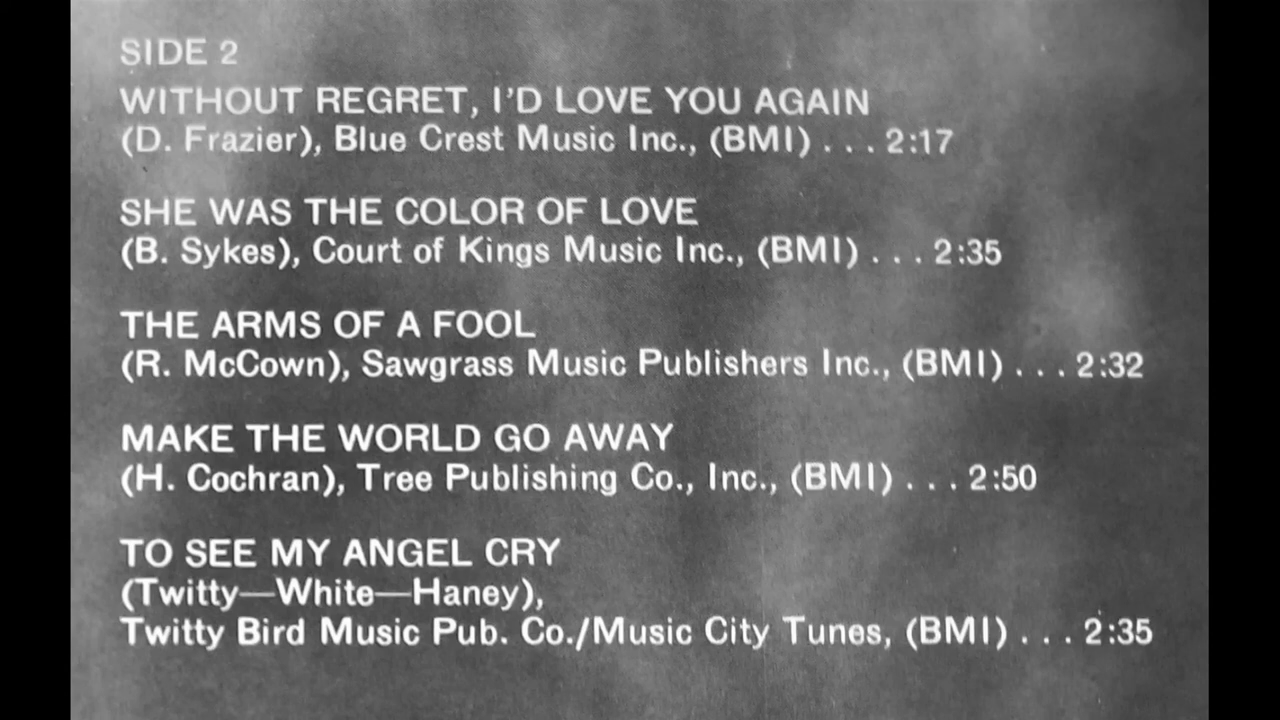 SIDE 2
WITHOUT REGRET, I'D LOVE YOU AGAIN
(D. Frazier), Blue Crest Music Inc., (BMI) . . . 2:17
SHE WAS THE COLOR OF LOVE
(B. Sykes), Court of Kings Music Inc., (BMI) . . . 2:35
THE ARMS OF A FOOL
(R. McCown), Sawgrass Music Publishers Inc., (BMI) . . . 2:32
MAKE THE WORLD GO AWAY
(H. Cochran), Tree Publishing Co., Inc., (BMI) . . . 2:50
TO SEE MY ANGEL CRY
(Twitty—White—Haney),
Twitty Bird Music Pub. Co./Music City Tunes, (BMI) . . . 2:35